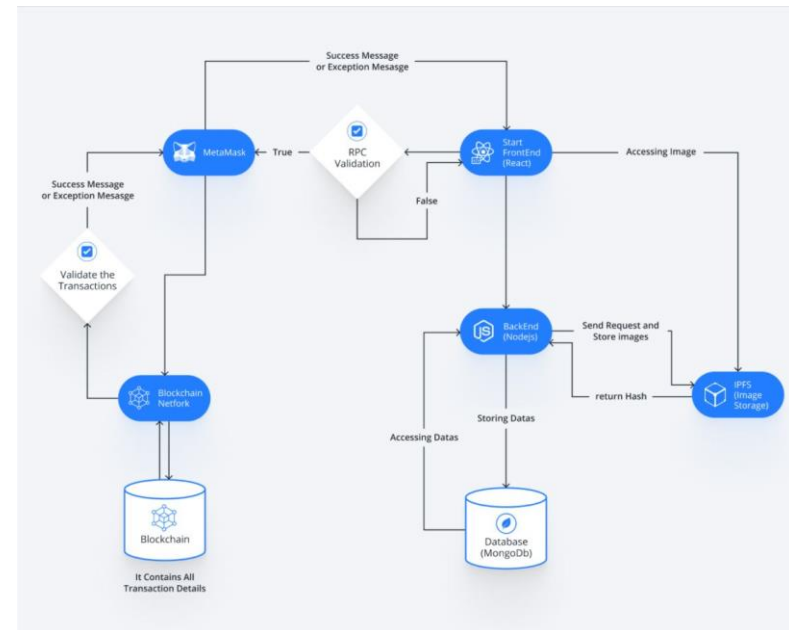 Success Message
or Exception Mesasge
MetaMask
True
RPC
Validation
Start
FrontEnd
(React)
Accessing Image
False
Success Message
or Exception Mesasge
Validate the
Transactions
BackEnd
(Nodejs)
JS
Send Request and
Store images
IPFS
(Image
Storage)
return Hash
Blockchain
Netfork
Storing Datas
Accessing Datas
Blockchain
Database
(MongoDb)
It Contains All
Transaction Details